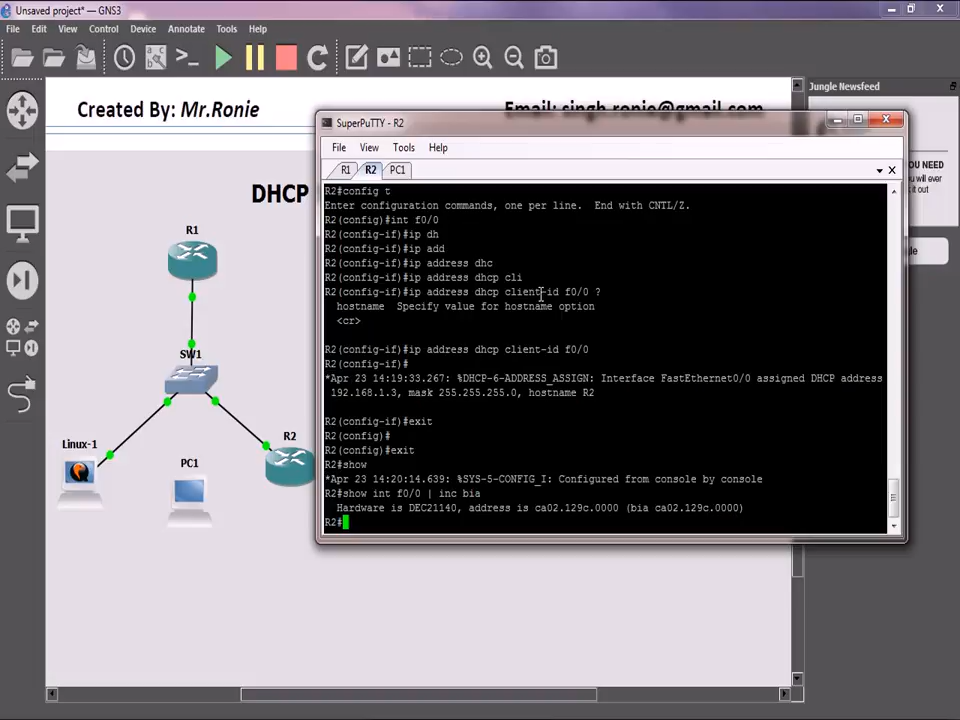 Unsaved project* — GNS3
File Edit View Control Device Annotate Tools Help
Created By: Mr.Ronie
Email: singh.ronie@gmail.com
Jungle Newsfeed
SuperPuTTY - R2
File View Tools Help
R1 R2 PC1
DHCP
R1
SW1
Linux-1
PC1
R2
R2#config t
Enter configuration commands, one per line.  End with CNTL/Z.
R2(config)#int f0/0
R2(config-if)#ip dh
R2(config-if)#ip add
R2(config-if)#ip address dhc
R2(config-if)#ip address dhcp cli
R2(config-if)#ip address dhcp client-id f0/0 ?
hostname  Specify value for hostname option
<cr>
R2(config-if)#ip address dhcp client-id f0/0
R2(config-if)#
*Apr 23 14:19:33.267: %DHCP-6-ADDRESS_ASSIGN: Interface FastEthernet0/0 assigned DHCP address
192.168.1.3, mask 255.255.255.0, hostname R2
R2(config-if)#exit
R2(config)#
R2(config)#exit
R2#show
*Apr 23 14:20:14.639: %SYS-5-CONFIG_I: Configured from console by console
R2#show int f0/0 | inc bia
Hardware is DEC21140, address is ca02.129c.0000 (bia ca02.129c.0000)
R2#
OU NEED
you will ever
k it out
gle